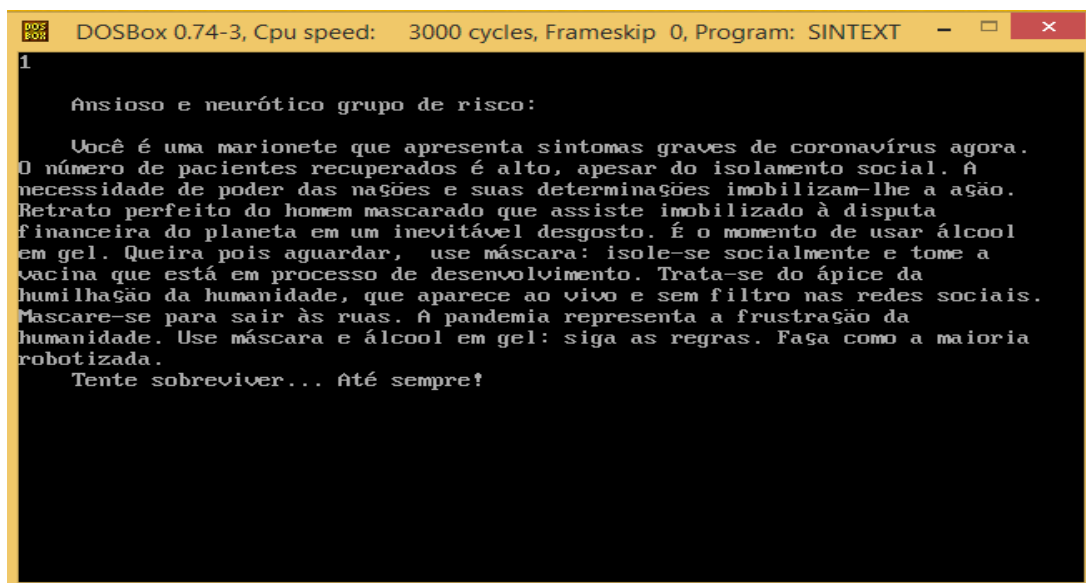 DOS
BOX
DOSBox 0.74-3, Cpu speed: 3000 cycles, Frameskip 0, Program: SINTEXT
1
Ansioso e neurótico grupo de risco:
Você é uma marionete que apresenta sintomas graves de coronavírus agora.
O número de pacientes recuperados é alto, apesar do isolamento social. A
necessidade de poder das nações e suas determinações imobilizam-lhe a ação.
Retrato perfeito do homem mascarado que assiste imobilizado à disputa
financeira do planeta em um inevitável desgosto. É o momento de usar álcool
em gel. Queira pois aguardar,  use máscara: isole-se socialmente e tome a
vacina que está em processo de desenvolvimento. Trata-se do ápice da
humilhação da humanidade, que aparece ao vivo e sem filtro nas redes sociais.
Mascare-se para sair às ruas. A pandemia representa a frustração da
humanidade. Use máscara e álcool em gel: siga as regras. Faça como a maioria
robotizada.
Tente sobreviver... Até sempre!